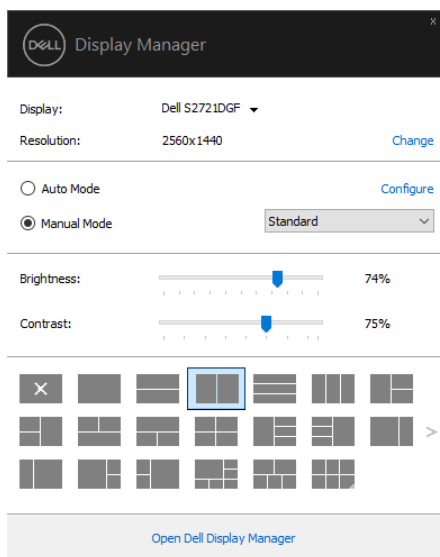 x
DELL Display Manager
Display: Dell S2721DGF
Resolution: 2560x1440 Change
Auto Mode Configure
Manual Mode Standard
Brightness: 74%
Contrast: 75%
Open Dell Display Manager